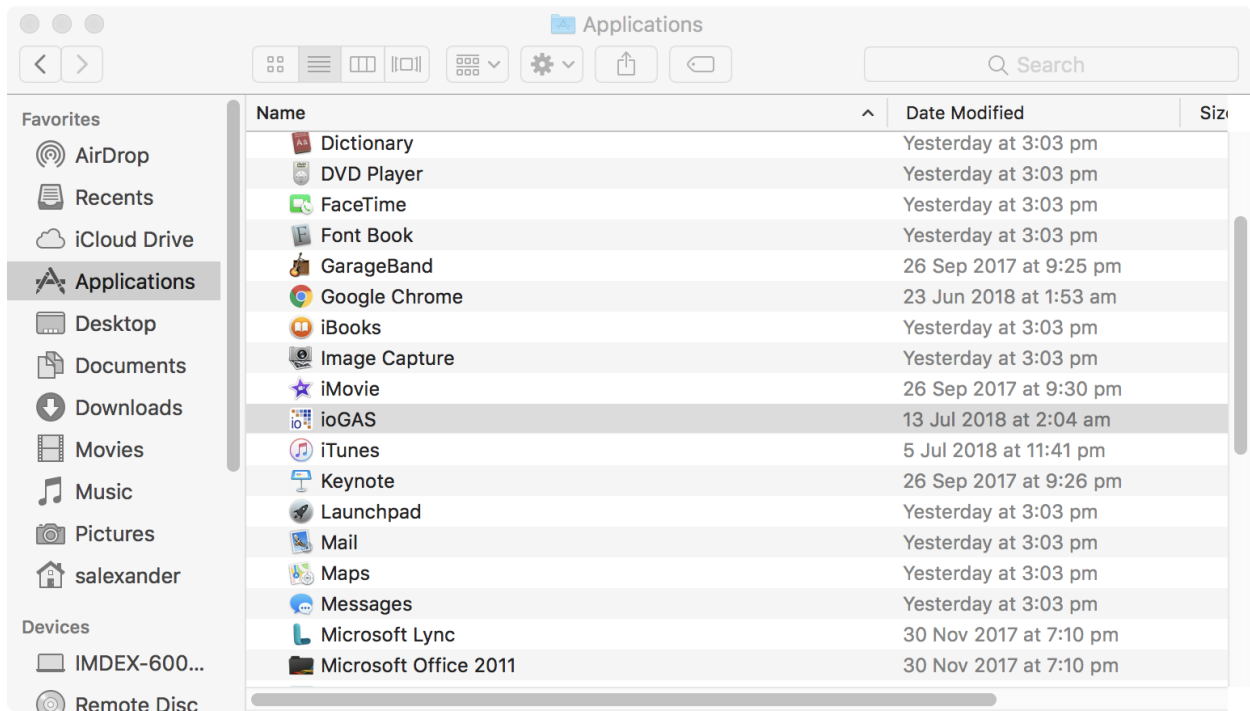 Applications
Search
Favorites
AirDrop
Recents
iCloud Drive
Applications
Desktop
Documents
Downloads
Movies
Music
Pictures
salexander
Devices
IMDEX-600...
Remote Disc
Name Date Modified
Dictionary Yesterday at 3:03 pm
DVD Player Yesterday at 3:03 pm
FaceTime Yesterday at 3:03 pm
Font Book Yesterday at 3:03 pm
GarageBand 26 Sep 2017 at 9:25 pm
Google Chrome 23 Jun 2018 at 1:53 am
iBooks Yesterday at 3:03 pm
Image Capture Yesterday at 3:03 pm
iMovie 26 Sep 2017 at 9:30 pm
ioGAS 13 Jul 2018 at 2:04 am
iTunes 5 Jul 2018 at 11:41 pm
Keynote 26 Sep 2017 at 9:26 pm
Launchpad Yesterday at 3:03 pm
Mail Yesterday at 3:03 pm
Maps Yesterday at 3:03 pm
Messages Yesterday at 3:03 pm
Microsoft Lync 30 Nov 2017 at 7:10 pm
Microsoft Office 2011 30 Nov 2017 at 7:10 pm